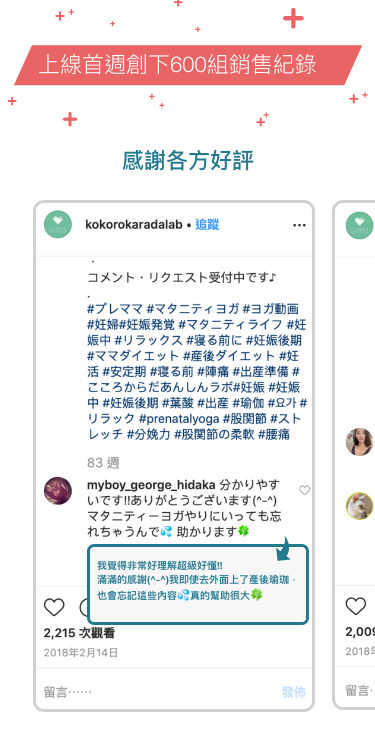 上線首週創下600組銷售紀錄
感謝各方好評
kokorokaradalab • 追蹤
コメント・リクエスト受付中です♪
.
#プレママ #マタニティヨガ #ヨガ動画
#妊婦#妊娠発覚 #マタニティライフ #妊
娠中 #リラックス #寝る前に #妊娠後期
#ママダイエット #産後ダイエット #妊
活 #安定期 #寝る前 #陣痛 #出産準備 #
こころからだあんしんラボ#妊娠 #妊娠
中 #妊娠後期 #葉酸 #出産 #瑜伽 #요가 #
リラック #prenatalyoga #股関節 #スト
レッチ #分娩力 #股関節の柔軟 #腰痛
83 週
myboy_george_hidaka 分かりやす
いです!!ありがとうございます(^-^)
マタニティーヨガやりにいっても忘
れちゃうんで💦 助かります🍀
我覺得非常好理解超級好懂!!
滿滿的感謝(^-^)我即使去外面上了產後瑜珈，
也會忘記這些內容💦真的幫助很大🍀
2,215 次觀看
2018年2月14日
留言⋯⋯
發佈
2,009
2018年
留言